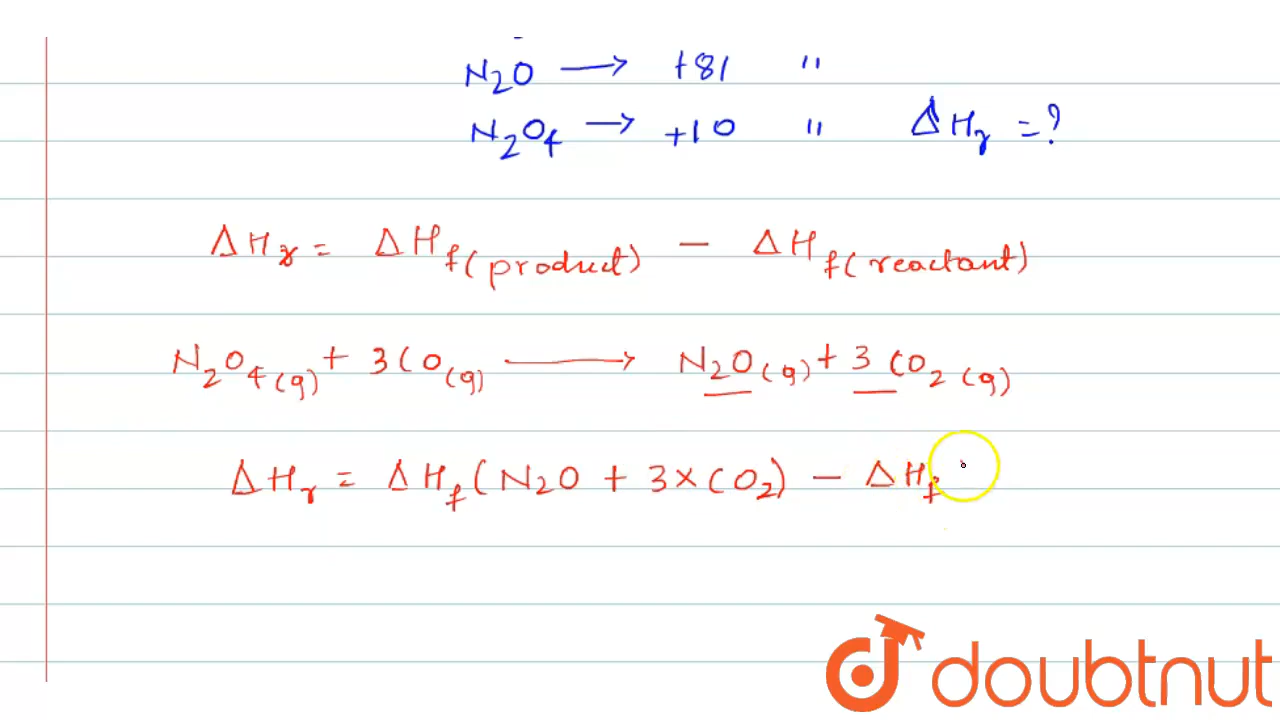 N2O → +81 "
N2O4 → +10 " ΔHr = ?
ΔHr = ΔHf(product) − ΔHf(reactant)
N2O4(g) + 3CO(g) → N2O(g) + 3CO2(g)
ΔHr = ΔHf(N2O + 3×CO2) − ΔHf
doubtnut